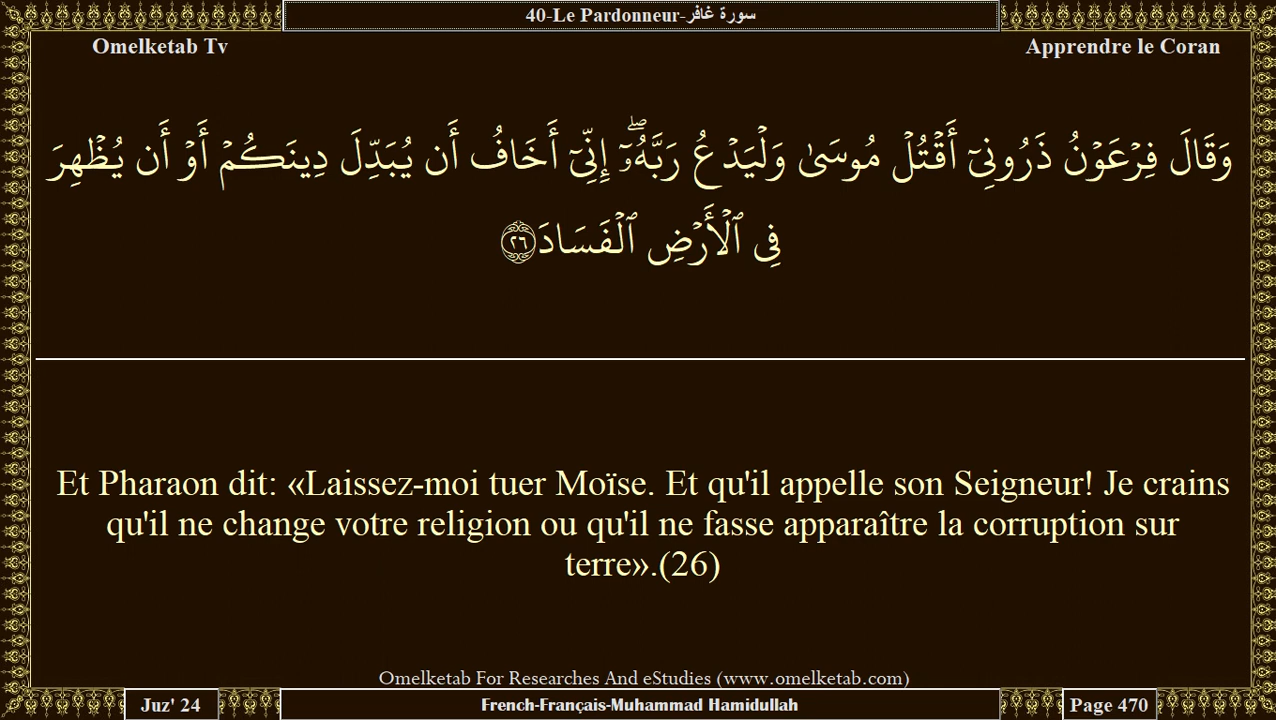 40-Le Pardonneur-سورة غافر
Omelketab Tv
Apprendre le Coran
وَقَالَ فِرْعَوْنُ ذَرُونِىٓ أَقْتُلْ مُوسَىٰ وَلْيَدْعُ رَبَّهُۥٓ ۖ إِنِّىٓ أَخَافُ أَن يُبَدِّلَ دِينَكُمْ أَوْ أَن يُظْهِرَ
فِى ٱلْأَرْضِ ٱلْفَسَادَ ٢٦
Et Pharaon dit: «Laissez-moi tuer Moïse. Et qu'il appelle son Seigneur! Je crains
qu'il ne change votre religion ou qu'il ne fasse apparaître la corruption sur
terre».(26)
Omelketab For Researches And eStudies (www.omelketab.com)
Juz' 24
French-Français-Muhammad Hamidullah
Page 470